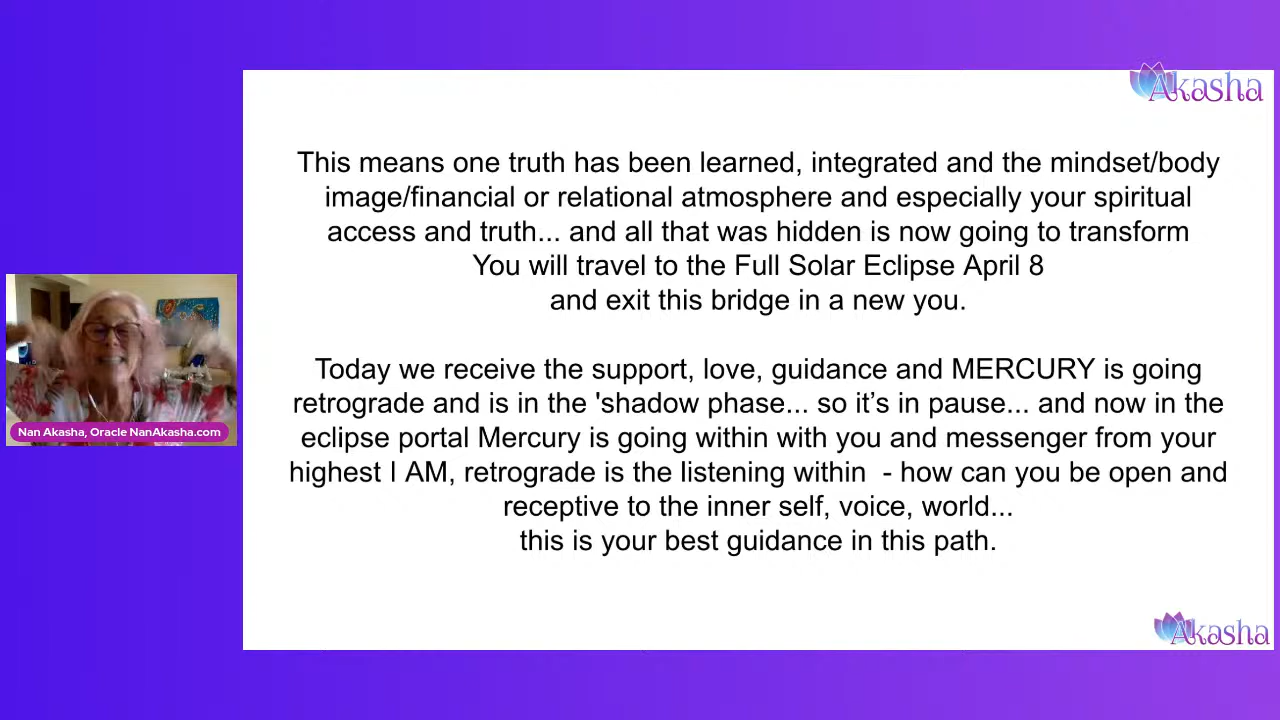 Akasha
This means one truth has been learned, integrated and the mindset/body
image/financial or relational atmosphere and especially your spiritual
access and truth... and all that was hidden is now going to transform
You will travel to the Full Solar Eclipse April 8
and exit this bridge in a new you.
Today we receive the support, love, guidance and MERCURY is going
retrograde and is in the 'shadow phase... so it’s in pause... and now in the
eclipse portal Mercury is going within with you and messenger from your
highest I AM, retrograde is the listening within  - how can you be open and
receptive to the inner self, voice, world...
this is your best guidance in this path.
Nan Akasha, Oracle NanAkasha.com
Akasha